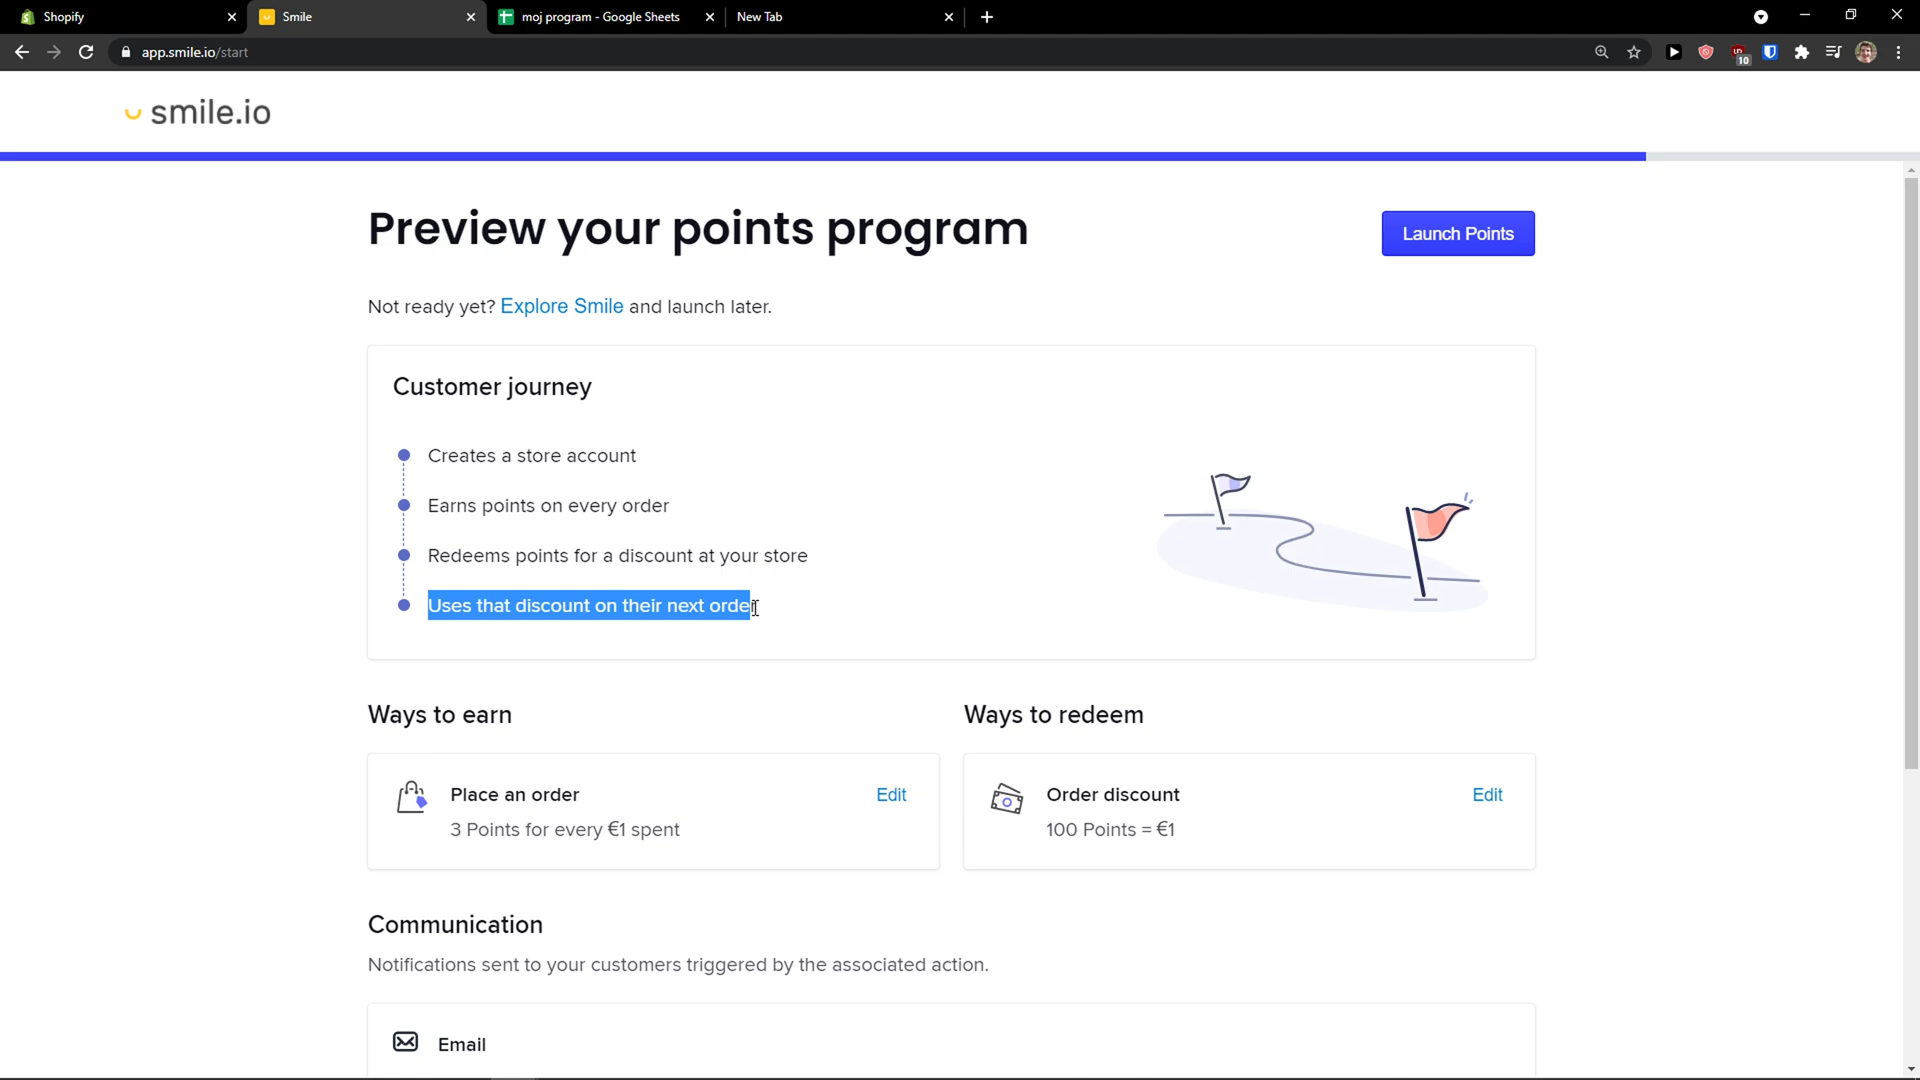 Shopify
Smile
moj program - Google Sheets
New Tab
app.smile.io/start
10
smile.io
Preview your points program
Launch Points
Not ready yet? Explore Smile and launch later.
Customer journey
Creates a store account
Earns points on every order
Redeems points for a discount at your store
Uses that discount on their next order
Ways to earn
Ways to redeem
Place an order
Edit
3 Points for every €1 spent
Order discount
Edit
100 Points = €1
Communication
Notifications sent to your customers triggered by the associated action.
Email